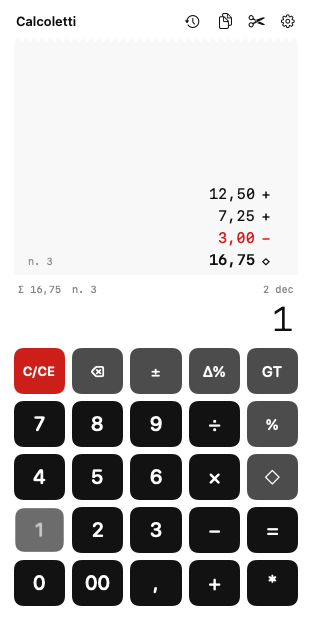 Calcoletti
12,50 +
7,25 +
3,00 −
n. 3 16,75 ◇
Σ 16,75 n. 3 2 dec
1
C/CE ⌫ ± Δ% GT
7 8 9 ÷ %
4 5 6 × ◇
1 2 3 − =
0 00 , + *